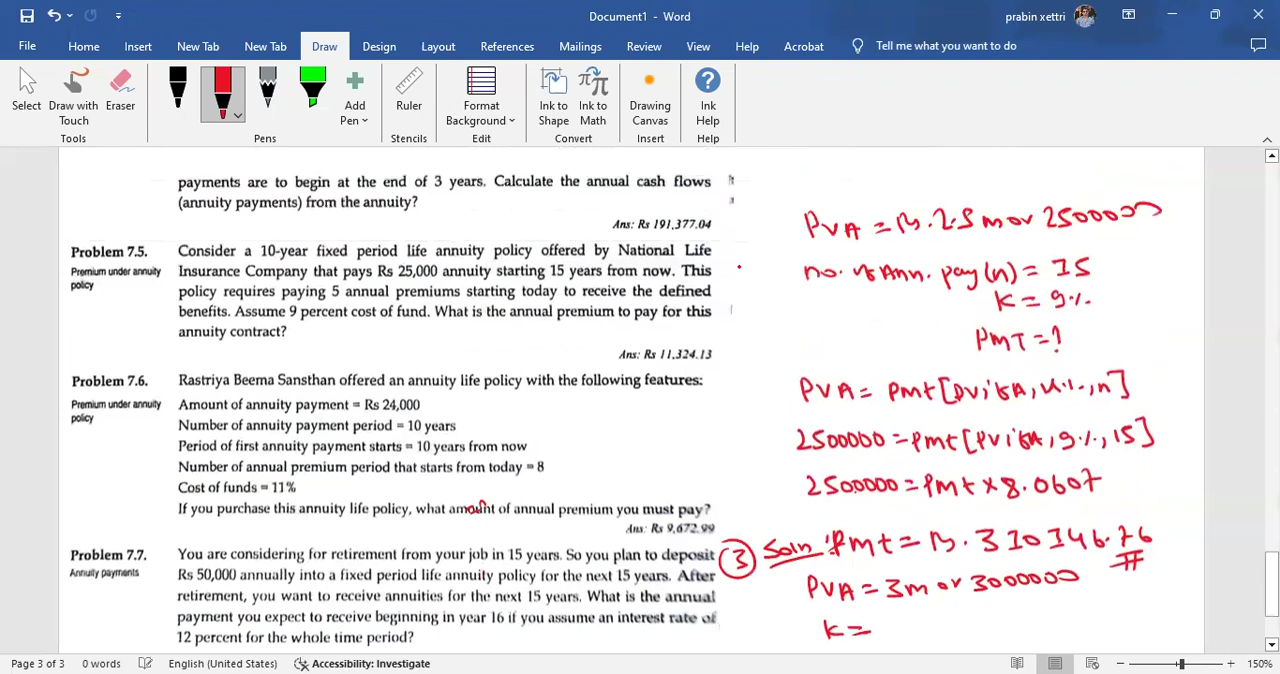 Document1 - Word
prabin xettri
File Home Insert New Tab New Tab Draw Design Layout References Mailings Review View Help Acrobat Tell me what you want to do
Select Draw with Touch Eraser Add Pen Ruler Format Background Ink to Shape Ink to Math Drawing Canvas Ink Help
Tools Pens Stencils Edit Convert Insert Help
payments are to begin at the end of 3 years. Calculate the annual cash flows
(annuity payments) from the annuity?
Ans: Rs 191,377.04
Problem 7.5. Consider a 10-year fixed period life annuity policy offered by National Life
Premium under annuity policy
Insurance Company that pays Rs 25,000 annuity starting 15 years from now. This
policy requires paying 5 annual premiums starting today to receive the defined
benefits. Assume 9 percent cost of fund. What is the annual premium to pay for this
annuity contract?
Ans: Rs 11,324.13
Problem 7.6. Rastriya Beema Sansthan offered an annuity life policy with the following features:
Premium under annuity policy
Amount of annuity payment = Rs 24,000
Number of annuity payment period = 10 years
Period of first annuity payment starts = 10 years from now
Number of annual premium period that starts from today = 8
Cost of funds = 11%
If you purchase this annuity life policy, what amount of annual premium you must pay?
Ans: Rs 9,672.99
Problem 7.7. You are considering for retirement from your job in 15 years. So you plan to deposit
Annuity payments
Rs 50,000 annually into a fixed period life annuity policy for the next 15 years. After
retirement, you want to receive annuities for the next 15 years. What is the annual
payment you expect to receive beginning in year 16 if you assume an interest rate of
12 percent for the whole time period?
PVA = Rs. 2.5 m or 2500000
no. of Ann. pay (n) = 15
K = 9%
PMT = ?
PVA = Pmt [PvifA, k%, n]
2500000 = Pmt [PvifA, 9%, 15]
2500000 = Pmt x 8.0607
Pmt = Rs. 310146.76
③ Soln:
PVA = 3m or 3000000
k =
Page 3 of 3 0 words English (United States) Accessibility: Investigate 150%